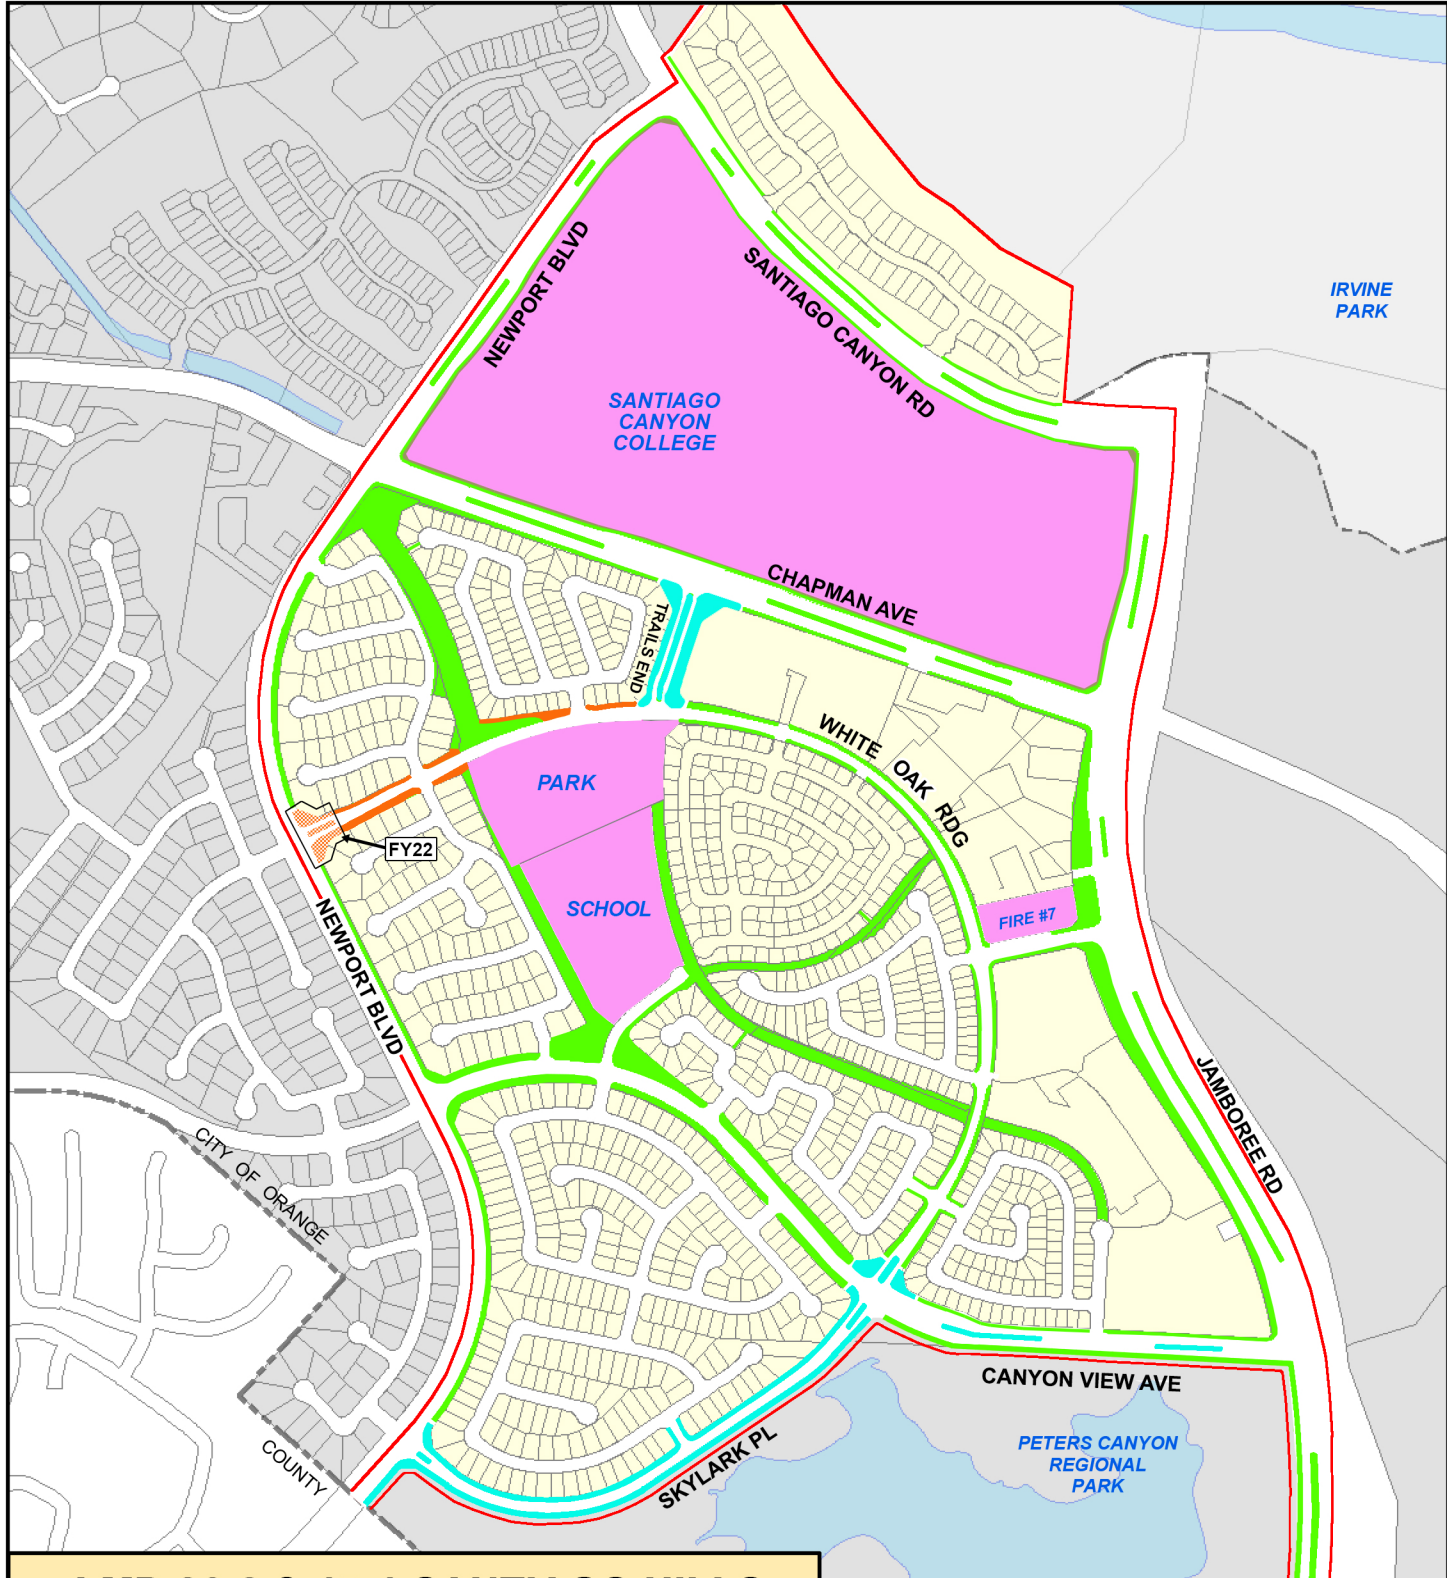 NEWPORT BLVD
SANTIAGO CANYON RD
IRVINE
PARK
SANTIAGO
CANYON
COLLEGE
CHAPMAN AVE
TRAILS END
WHITE OAK RDG
PARK
FY22
SCHOOL
FIRE #7
NEWPORT BLVD
JAMBOREE RD
CITY OF ORANGE
COUNTY
CANYON VIEW AVE
SKYLARK PL
PETERS CANYON
REGIONAL
PARK